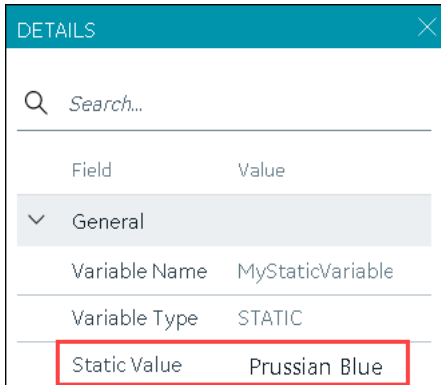 DETAILS
Search...
Field Value
General
Variable Name MyStaticVariable
Variable Type STATIC
Static Value Prussian Blue